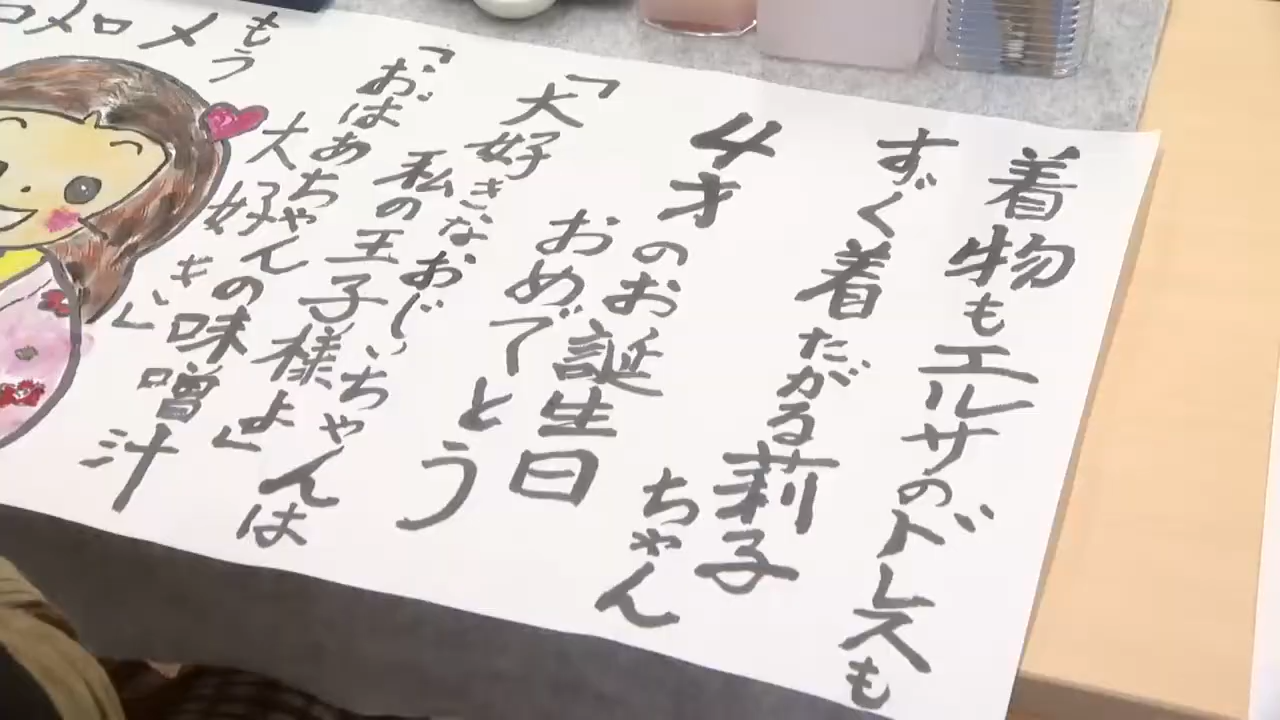 着物もエルサのドレスも
すぐ着たがる莉子ちゃん
4才のお誕生日
おめでとう
「大好きなおじいちゃんは
私の王子様よ」
「おばあちゃんの味噌汁
大好き」
もう
メロメロ